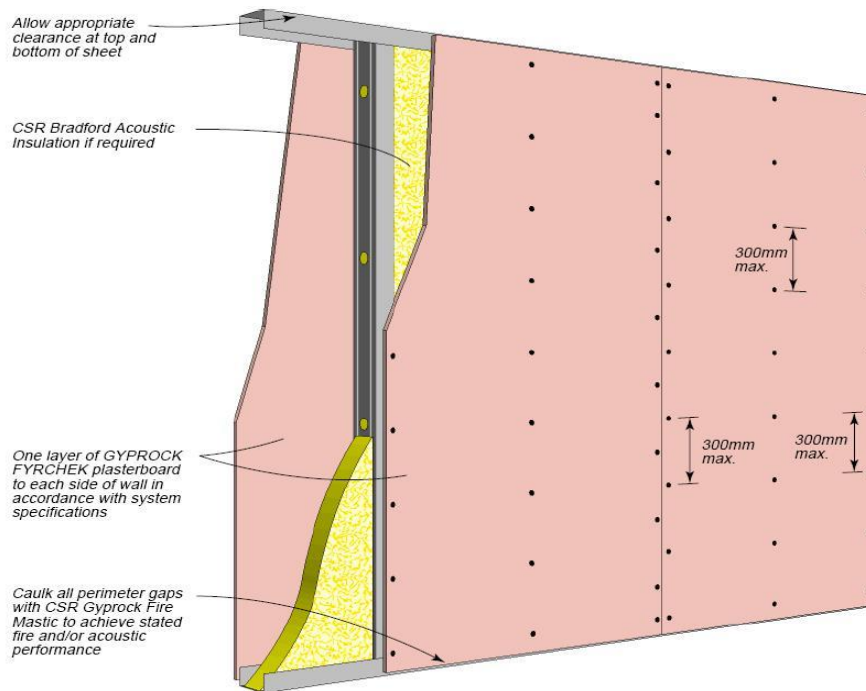 Allow appropriate
clearance at top and
bottom of sheet
CSR Bradford Acoustic
Insulation if required
300mm
max.
300mm
max.
300mm
max.
One layer of GYPROCK
FYRCHEK plasterboard
to each side of wall in
accordance with system
specifications
Caulk all perimeter gaps
with CSR Gyprock Fire
Mastic to achieve stated
fire and/or acoustic
performance